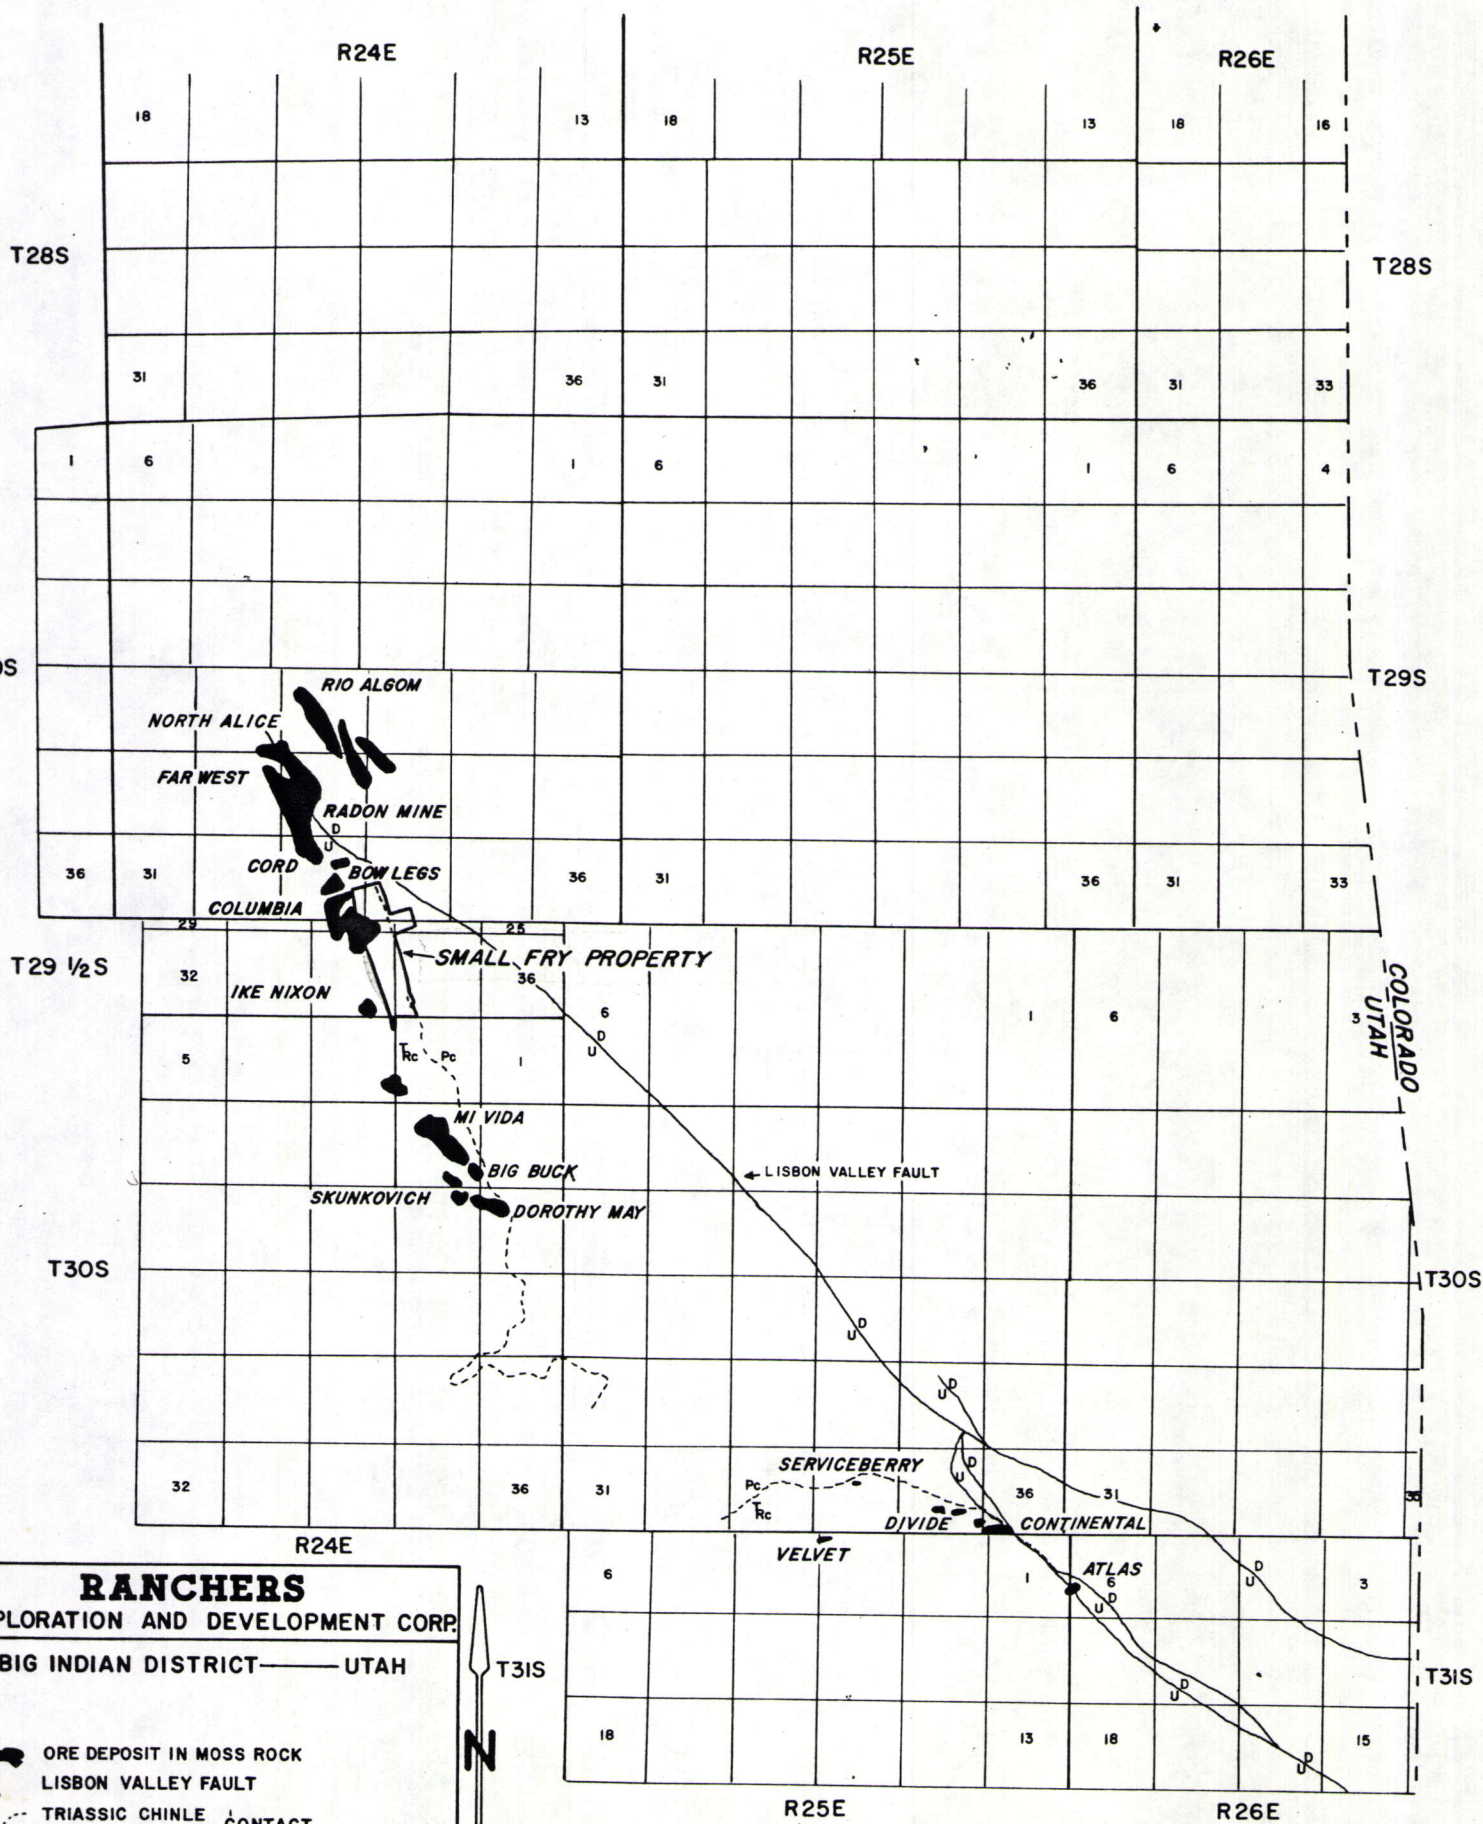 R24E R25E R26E
18 13 18 13 18 16
T28S T28S
31 36 31 36 31 33
1 6 1 6 1 6 4
T29S
RIO ALGOM
NORTH ALICE
FAR WEST
RADON MINE
D
U
CORD BOW LEGS
36 31 36 31 36 31 33
COLUMBIA
29 25
T29 1/2S
SMALL FRY PROPERTY
32 36
IKE NIXON
6 1 6 3
COLORADO
UTAH
D
U
5 TRc Pc 1
MI VIDA
BIG BUCK
LISBON VALLEY FAULT
SKUNKOVICH
DOROTHY MAY
T30S T30S
U D
U D
SERVICEBERRY
U D
32 36 31 Pc 36 31
TRc
DIVIDE CONTINENTAL
R24E
VELVET
ATLAS
6 1 6 3
U D
U D
RANCHERS
PLORATION AND DEVELOPMENT CORP.
BIG INDIAN DISTRICT UTAH
T31S T31S
U D
18 13 18 15
N
U D
ORE DEPOSIT IN MOSS ROCK
LISBON VALLEY FAULT
TRIASSIC CHINLE CONTACT
R25E R26E